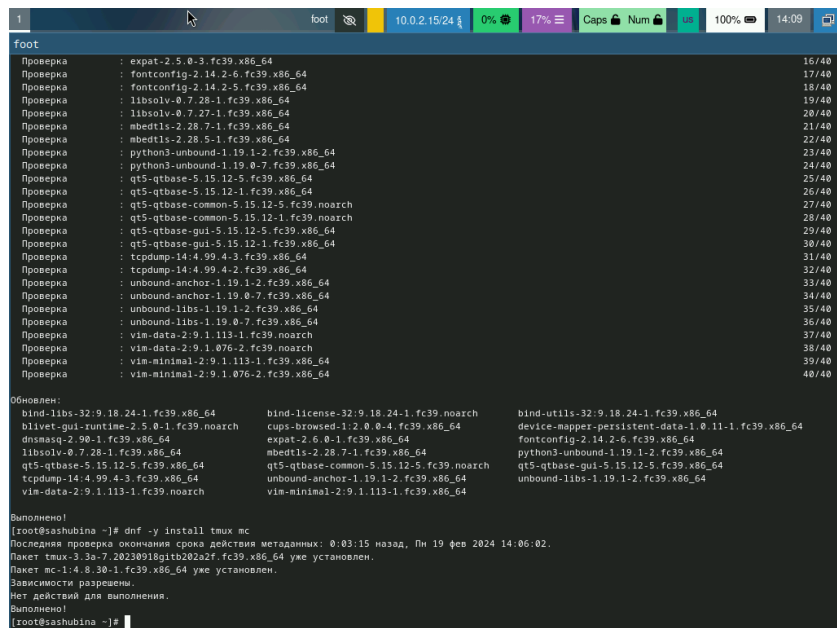 1 foot 10.0.2.15/24 0% 17% Caps Num us 100% 14:09
foot
Проверка : expat-2.5.0-3.fc39.x86_64 16/40
Проверка : fontconfig-2.14.2-6.fc39.x86_64 17/40
Проверка : fontconfig-2.14.2-5.fc39.x86_64 18/40
Проверка : libsolv-0.7.28-1.fc39.x86_64 19/40
Проверка : libsolv-0.7.27-1.fc39.x86_64 20/40
Проверка : mbedtls-2.28.7-1.fc39.x86_64 21/40
Проверка : mbedtls-2.28.5-1.fc39.x86_64 22/40
Проверка : python3-unbound-1.19.1-2.fc39.x86_64 23/40
Проверка : python3-unbound-1.19.0-7.fc39.x86_64 24/40
Проверка : qt5-qtbase-5.15.12-5.fc39.x86_64 25/40
Проверка : qt5-qtbase-5.15.12-1.fc39.x86_64 26/40
Проверка : qt5-qtbase-common-5.15.12-5.fc39.noarch 27/40
Проверка : qt5-qtbase-common-5.15.12-1.fc39.noarch 28/40
Проверка : qt5-qtbase-gui-5.15.12-5.fc39.x86_64 29/40
Проверка : qt5-qtbase-gui-5.15.12-1.fc39.x86_64 30/40
Проверка : tcpdump-14:4.99.4-3.fc39.x86_64 31/40
Проверка : tcpdump-14:4.99.4-2.fc39.x86_64 32/40
Проверка : unbound-anchor-1.19.1-2.fc39.x86_64 33/40
Проверка : unbound-anchor-1.19.0-7.fc39.x86_64 34/40
Проверка : unbound-libs-1.19.1-2.fc39.x86_64 35/40
Проверка : unbound-libs-1.19.0-7.fc39.x86_64 36/40
Проверка : vim-data-2:9.1.113-1.fc39.noarch 37/40
Проверка : vim-data-2:9.1.076-2.fc39.noarch 38/40
Проверка : vim-minimal-2:9.1.113-1.fc39.x86_64 39/40
Проверка : vim-minimal-2:9.1.076-2.fc39.x86_64 40/40
Обновлен:
bind-libs-32:9.18.24-1.fc39.x86_64 bind-license-32:9.18.24-1.fc39.noarch bind-utils-32:9.18.24-1.fc39.x86_64
blivet-gui-runtime-2.5.0-1.fc39.noarch cups-browsed-1:2.0.0-4.fc39.x86_64 device-mapper-persistent-data-1.0.11-1.fc39.x86_64
dnsmasq-2.90-1.fc39.x86_64 expat-2.6.0-1.fc39.x86_64 fontconfig-2.14.2-6.fc39.x86_64
libsolv-0.7.28-1.fc39.x86_64 mbedtls-2.28.7-1.fc39.x86_64 python3-unbound-1.19.1-2.fc39.x86_64
qt5-qtbase-5.15.12-5.fc39.x86_64 qt5-qtbase-common-5.15.12-5.fc39.noarch qt5-qtbase-gui-5.15.12-5.fc39.x86_64
tcpdump-14:4.99.4-3.fc39.x86_64 unbound-anchor-1.19.1-2.fc39.x86_64 unbound-libs-1.19.1-2.fc39.x86_64
vim-data-2:9.1.113-1.fc39.noarch vim-minimal-2:9.1.113-1.fc39.x86_64
Выполнено!
[root@sashubina ~]# dnf -y install tmux mc
Последняя проверка окончания срока действия метаданных: 0:03:15 назад, Пн 19 фев 2024 14:06:02.
Пакет tmux-3.3a-7.20230918gitb202a2f.fc39.x86_64 уже установлен.
Пакет mc-1:4.8.30-1.fc39.x86_64 уже установлен.
Зависимости разрешены.
Нет действий для выполнения.
Выполнено!
[root@sashubina ~]#